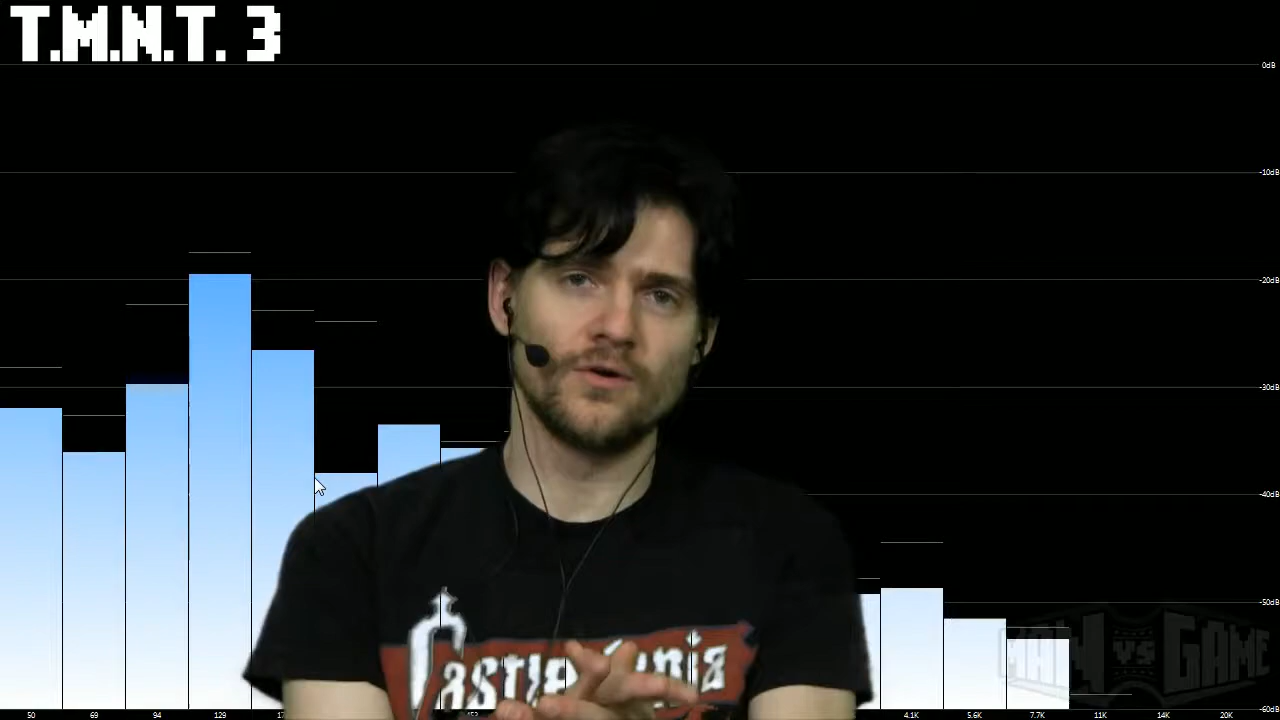 T.M.N.T. 3
0dB
-10dB
-20dB
-30dB
-40dB
-50dB
-60dB
Castlevania
MAN VS GAME
50 69 94 129 4.1K 5.6K 7.7K 11K 14K 20K